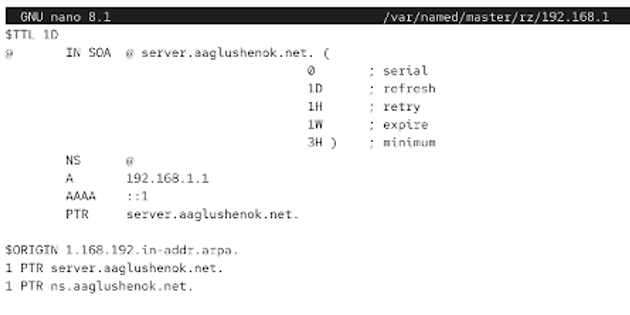 GNU nano 8.1 /var/named/master/rz/192.168.1
$TTL 1D
@ IN SOA @ server.aaglushenok.net. (
0 ; serial
1D ; refresh
1H ; retry
1W ; expire
3H ) ; minimum
NS @
A 192.168.1.1
AAAA ::1
PTR server.aaglushenok.net.
$ORIGIN 1.168.192.in-addr.arpa.
1 PTR server.aaglushenok.net.
1 PTR ns.aaglushenok.net.